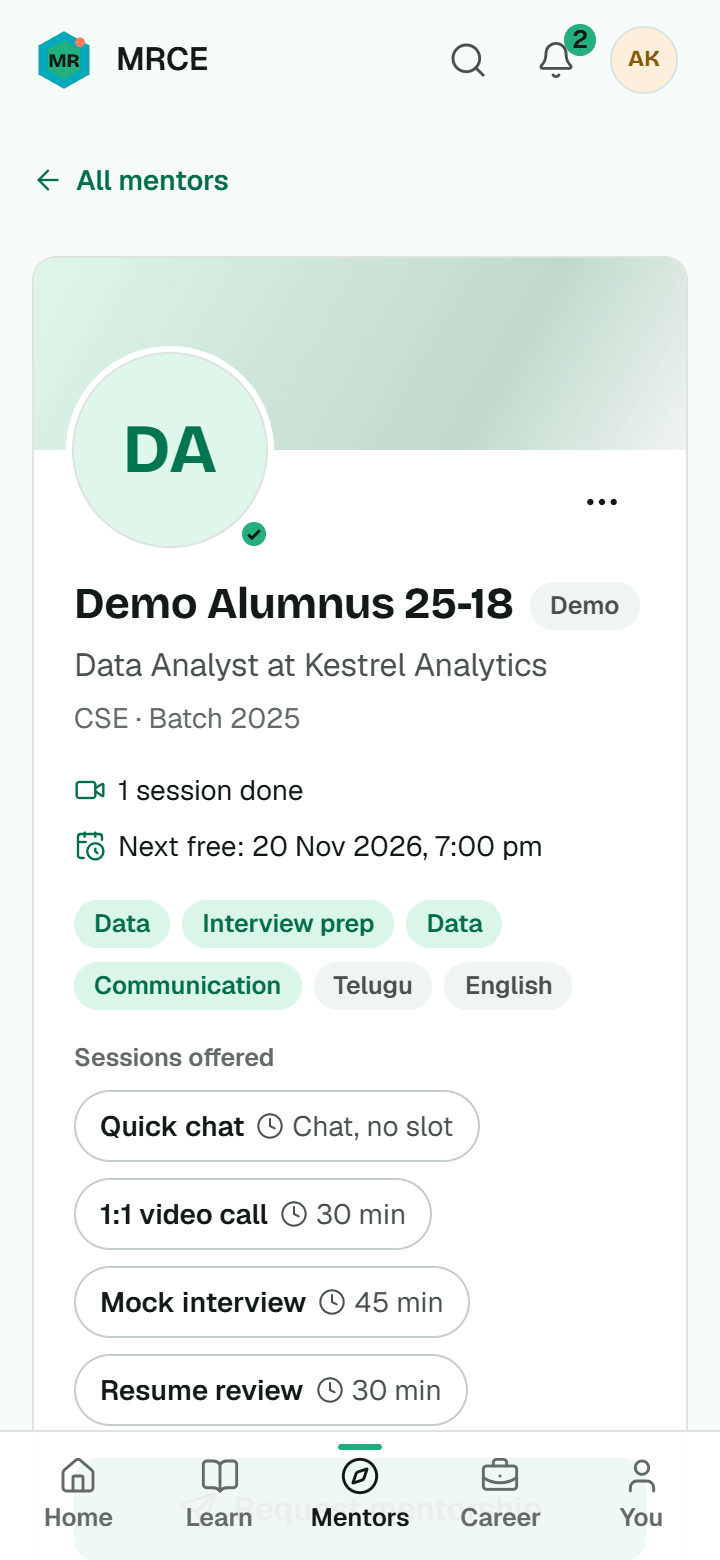 MR MRCE 2 AK
All mentors
DA
Demo Alumnus 25-18 Demo
Data Analyst at Kestrel Analytics
CSE · Batch 2025
1 session done
Next free: 20 Nov 2026, 7:00 pm
Data Interview prep Data
Communication Telugu English
Sessions offered
Quick chat Chat, no slot
1:1 video call 30 min
Mock interview 45 min
Resume review 30 min
Request mentorship
Home Learn Mentors Career You